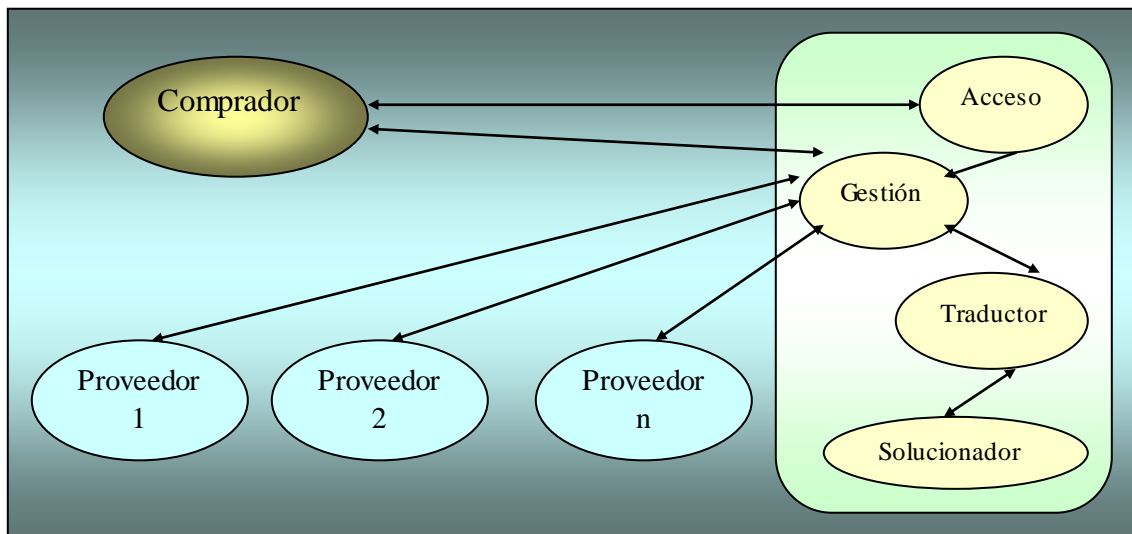 Comprador
Acceso
Gestión
Traductor
Proveedor
1
Proveedor
2
Proveedor
n
Solucionador